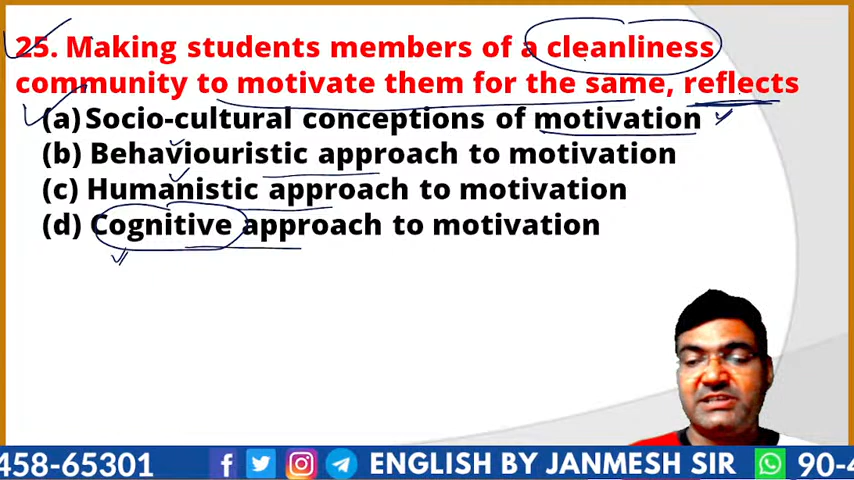 25. Making students members of a cleanliness
community to motivate them for the same, reflects
(a) Socio-cultural conceptions of motivation
(b) Behaviouristic approach to motivation
(c) Humanistic approach to motivation
(d) Cognitive approach to motivation
458-65301 ENGLISH BY JANMESH SIR 90-4